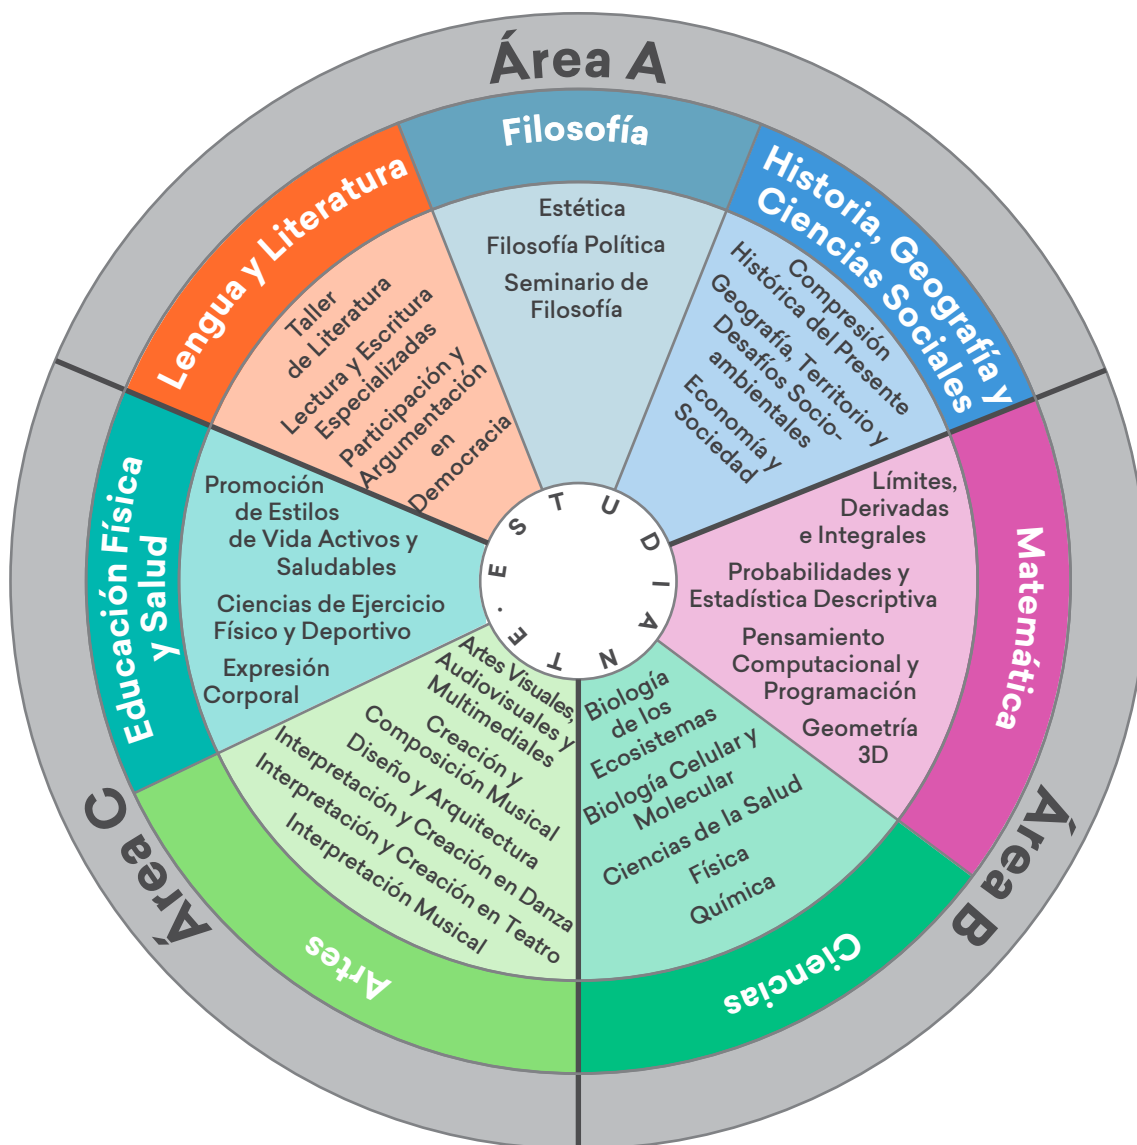 Área A
Filosofía
Estética
Filosofía Política
Seminario de
Filosofía
Historia, Geografía y
Ciencias Sociales
Compresión
Histórica del Presente
Geografía, Territorio y
Desafíos Socio-
ambientales
Economía y
Sociedad
Lengua y Literatura
Taller
de Literatura
Lectura y Escritura
Especializadas
Participación y
Argumentación
en
Democracia
Área B
Matemática
Límites,
Derivadas
e Integrales
Probabilidades y
Estadística Descriptiva
Pensamiento
Computacional y
Programación
Geometría
3D
Ciencias
Biología
de los
Ecosistemas
Biología Celular y
Molecular
Ciencias de la Salud
Física
Química
Área C
Artes
Artes Visuales,
Audiovisuales y
Multimediales
Creación y
Composición Musical
Diseño y Arquitectura
Interpretación y Creación en Danza
Interpretación y Creación en Teatro
Interpretación Musical
Educación Física
y Salud
Promoción
de Estilos
de Vida Activos y
Saludables
Ciencias de Ejercicio
Físico y Deportivo
Expresión
Corporal
ESTUDIANTE.